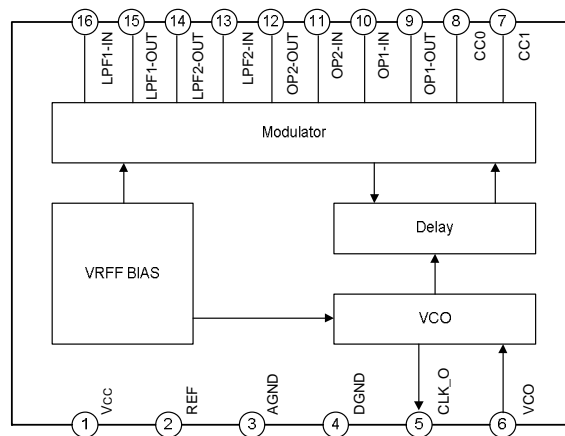 16 15 14 13 12 11 10 9 8 7
LPF1-IN
LPF1-OUT
LPF2-OUT
LPF2-IN
OP2-OUT
OP2-IN
OP1-IN
OP1-OUT
CC0
CC1
Modulator
VRFF BIAS
Delay
VCO
Vcc
REF
AGND
DGND
CLK_O
VCO
1 2 3 4 5 6